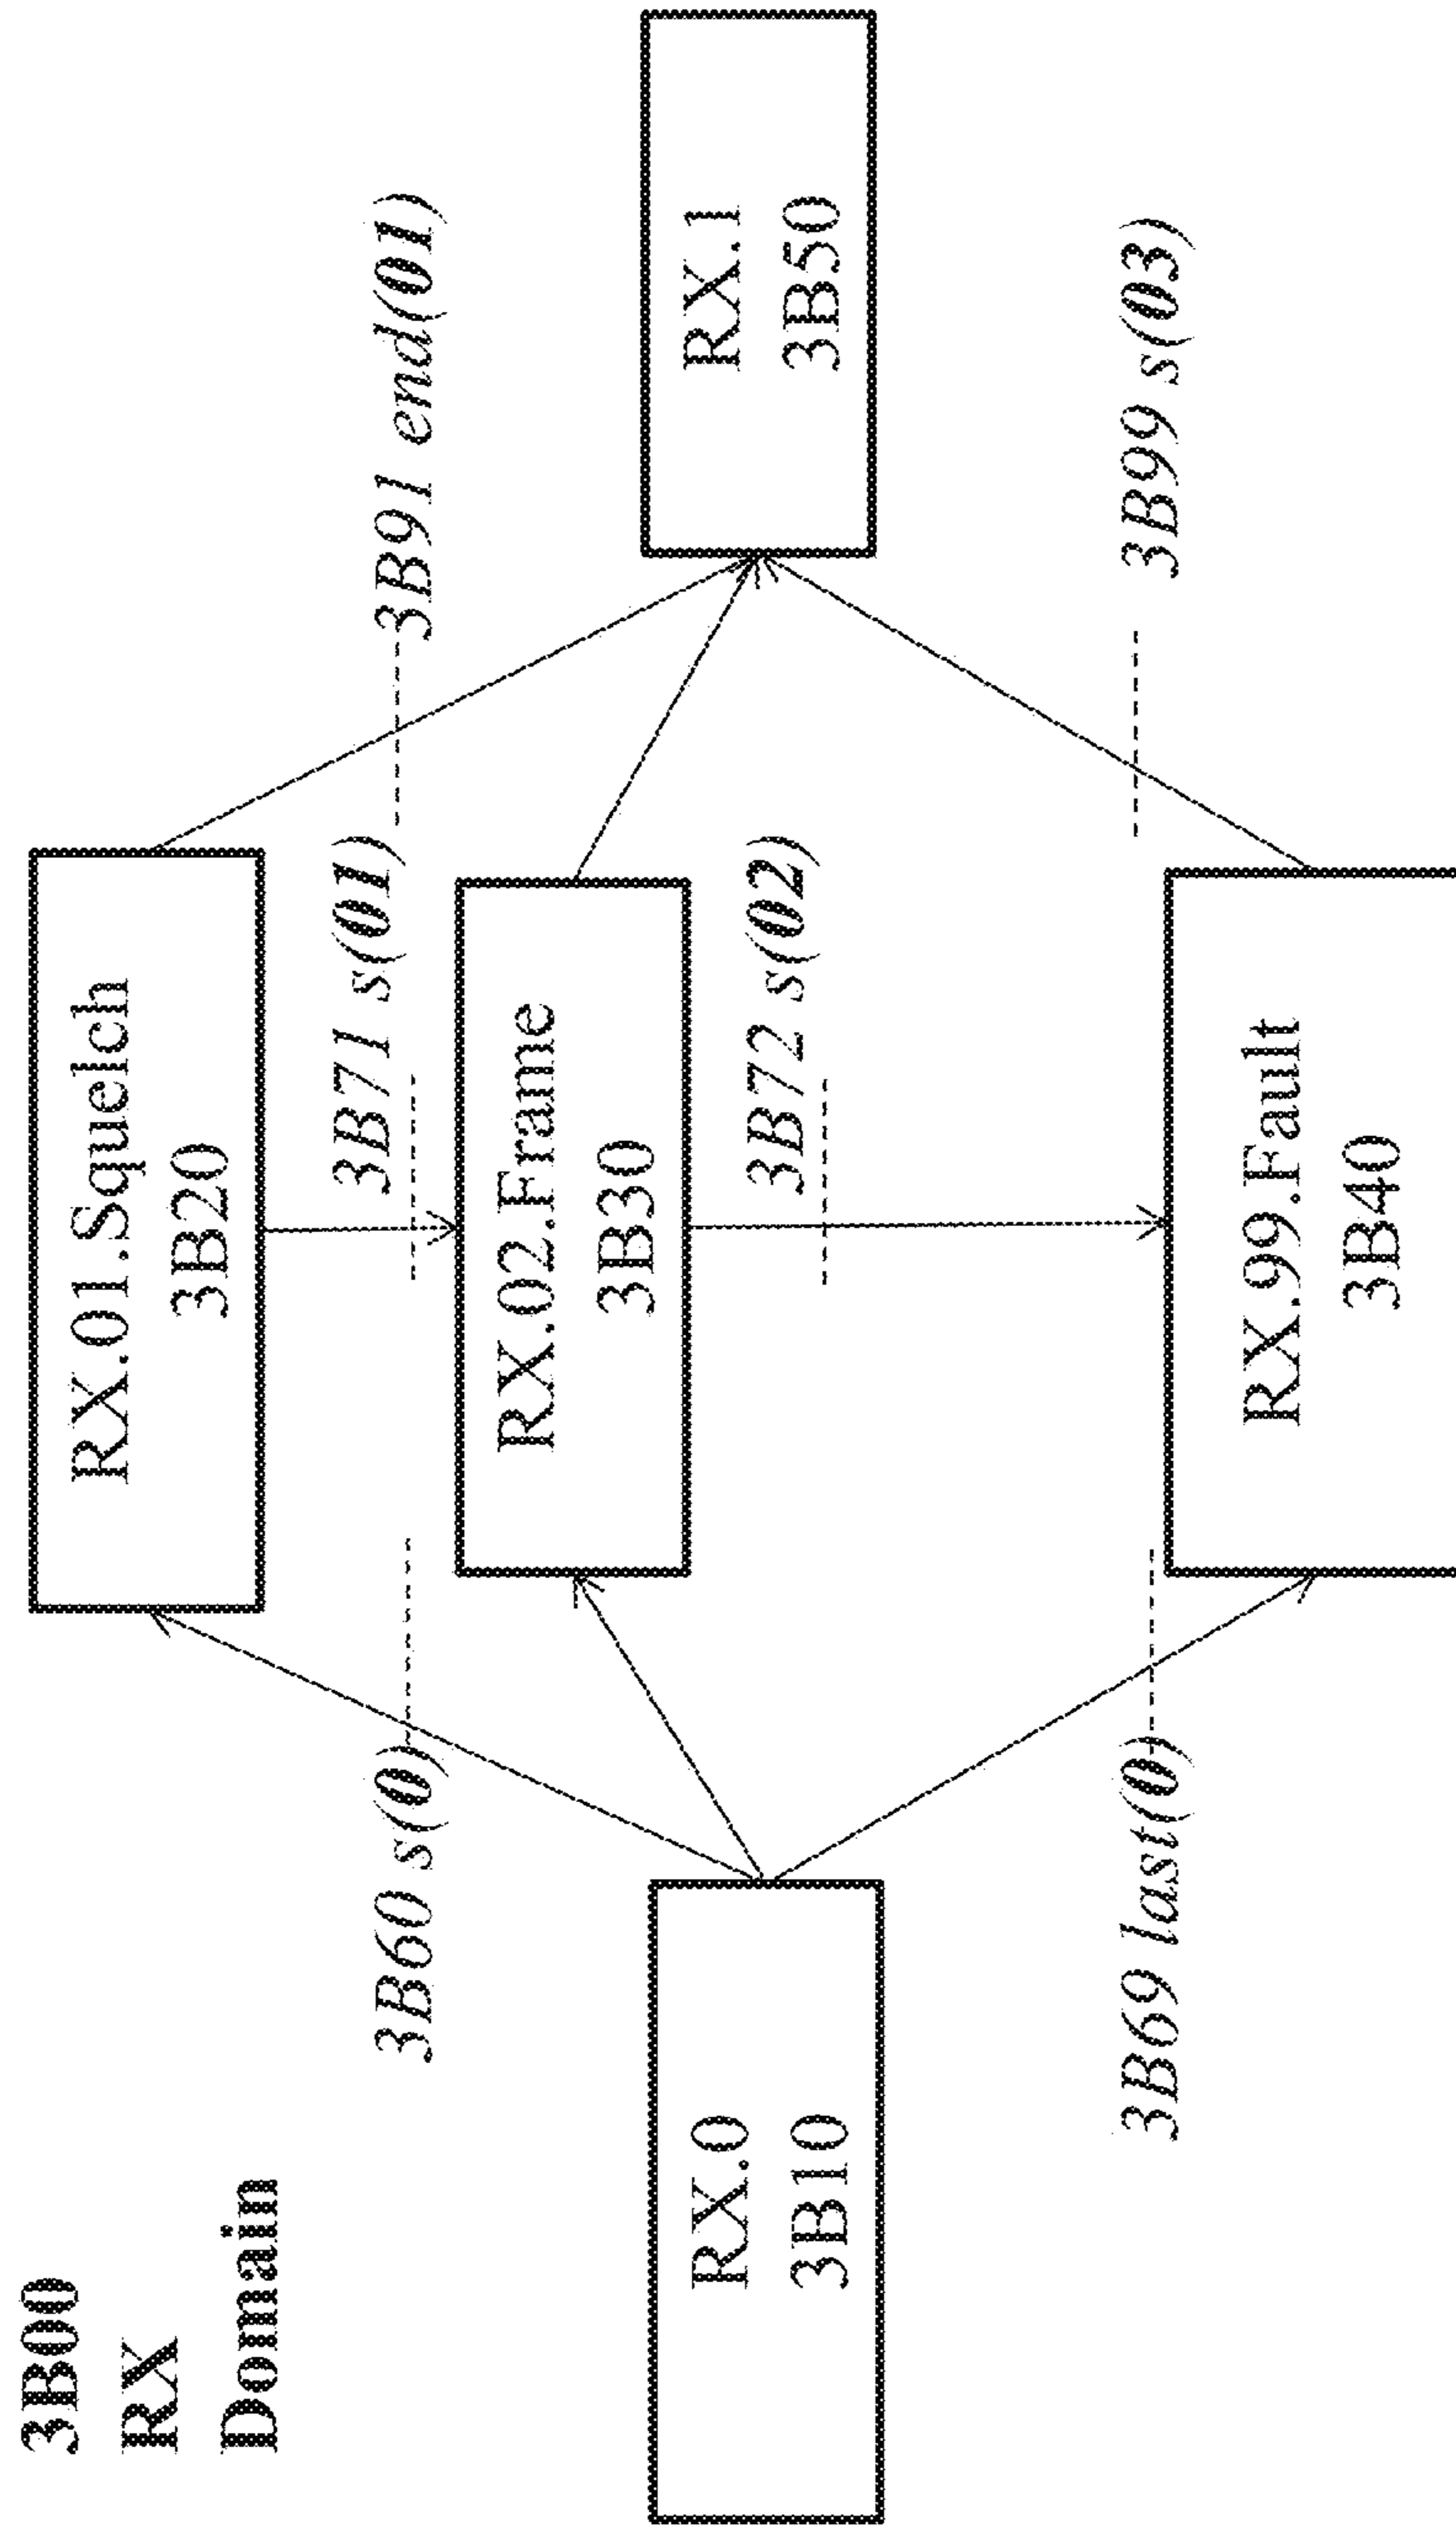 3B00
RX
Domain
RX.01.Squelch
3B20
3B71 s(01)
3B60 s(0)
3B91 end(01)
RX.02.Frame
3B30
RX.0
3B10
RX.1
3B50
3B72 s(02)
3B69 last(0)
3B99 s(03)
RX.99.Fault
3B40